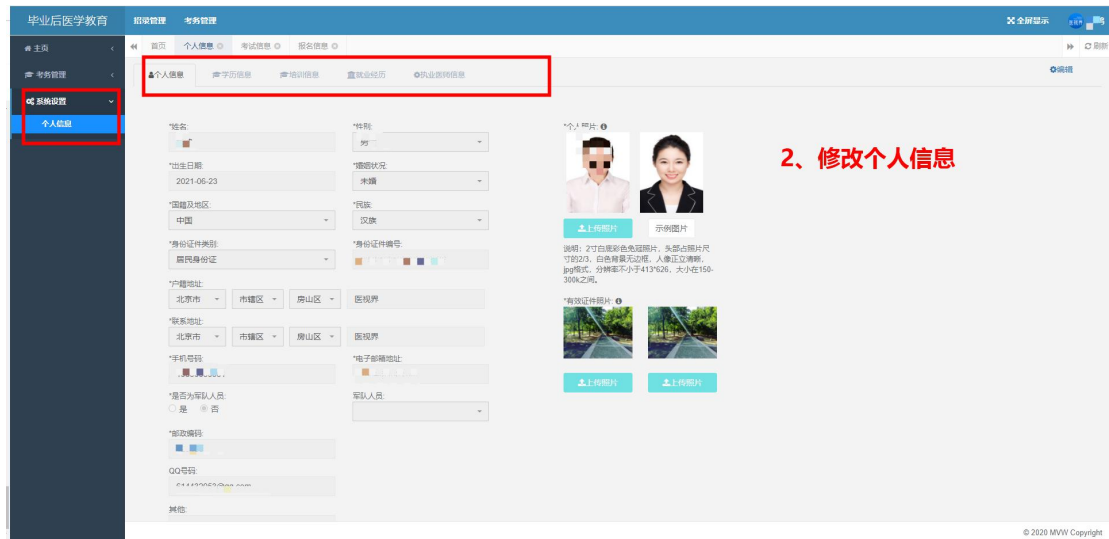 毕业后医学教育
招录管理 考务管理
全屏显示
主页
首页 个人信息 考试信息 报名信息
刷新
考务管理
系统设置
个人信息
个人信息 学历信息 培训信息 就业经历 执业医师信息
编辑
*姓名:
*性别:
男
*出生日期:
2021-06-23
*婚姻状况:
未婚
*国籍及地区:
中国
*民族:
汉族
*身份证件类别:
居民身份证
*身份证件编号:
*户籍地址:
北京市 市辖区 房山区 医视界
*联系地址:
北京市 市辖区 房山区 医视界
*手机号码:
*电子邮箱地址:
*是否为军队人员:
是 否
军队人员:
*邮政编码:
QQ号码:
其他:
*个人照片:
上传照片 示例图片
说明：2寸白底彩色免冠照片，头部占照片尺
寸的2/3，白色背景无边框，人像正立清晰，
jpg格式，分辨率不小于413*626，大小在150-
300k之间。
*有效证件照片:
上传照片 上传照片
2、修改个人信息
© 2020 MVW Copyright